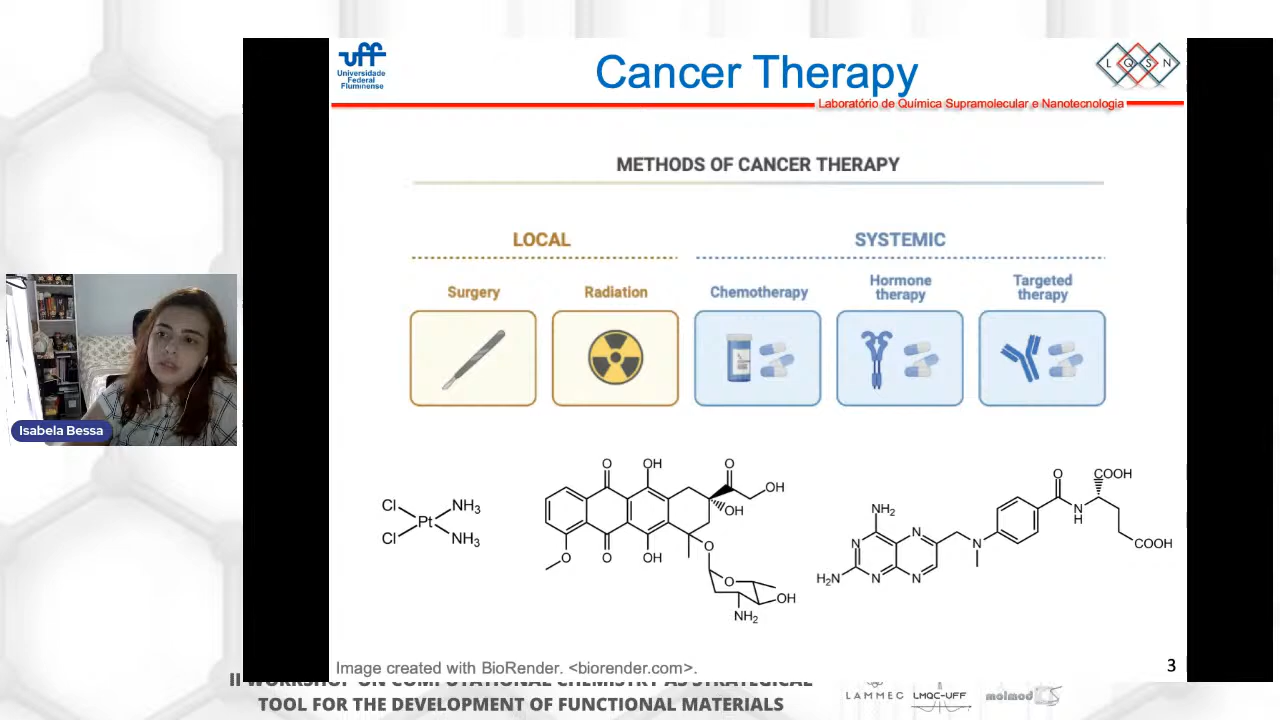 uff
Universidade
Federal
Fluminense
Cancer Therapy
L Q S N
Laboratório de Química Supramolecular e Nanotecnologia
METHODS OF CANCER THERAPY
LOCAL
SYSTEMIC
Surgery
Radiation
Chemotherapy
Hormone
therapy
Targeted
therapy
Isabela Bessa
Cl
NH3
Pt
Cl
NH3
O
OH
O
OH
OH
O
O
OH
O
O
OH
NH2
NH2
N
N
N
N
H2N
N
N
H
O
COOH
N
COOH
Image created with BioRender. <biorender.com>.
3
II WORKSHOP ON COMPUTATIONAL CHEMISTRY AS STRATEGICAL
TOOL FOR THE DEVELOPMENT OF FUNCTIONAL MATERIALS
LAMMEC
LMQC-UFF
molmod